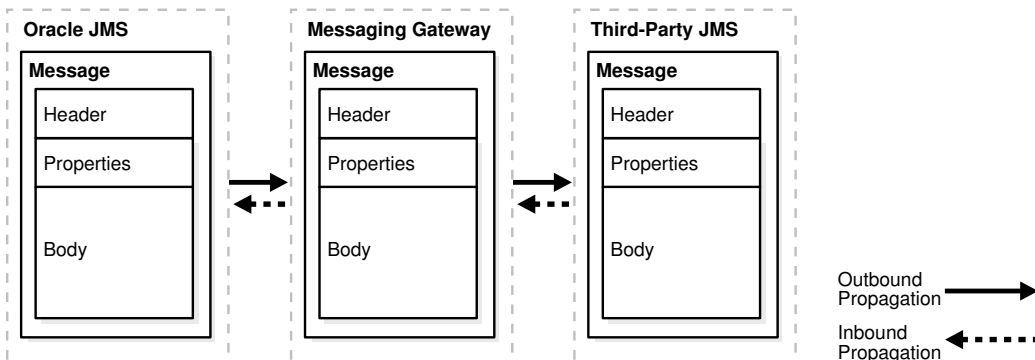 Oracle JMS
Message
Header
Properties
Body
Messaging Gateway
Message
Header
Properties
Body
Third-Party JMS
Message
Header
Properties
Body
Outbound
Propagation
Inbound
Propagation